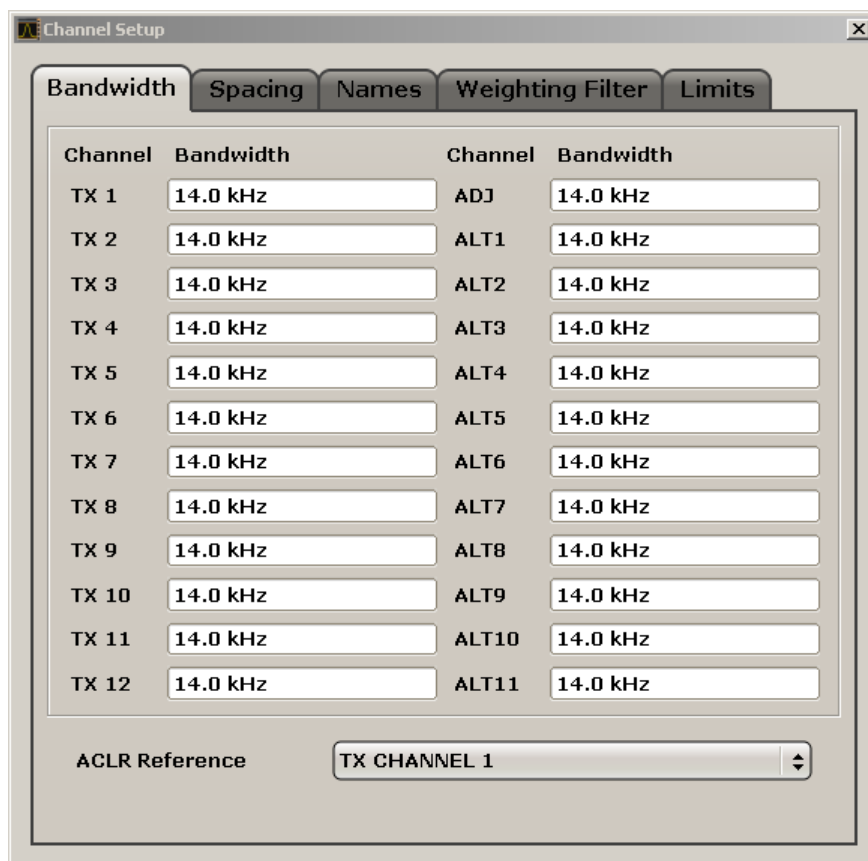 Channel Setup
Bandwidth Spacing Names Weighting Filter Limits
Channel Bandwidth Channel Bandwidth
TX 1 14.0 kHz ADJ 14.0 kHz
TX 2 14.0 kHz ALT1 14.0 kHz
TX 3 14.0 kHz ALT2 14.0 kHz
TX 4 14.0 kHz ALT3 14.0 kHz
TX 5 14.0 kHz ALT4 14.0 kHz
TX 6 14.0 kHz ALT5 14.0 kHz
TX 7 14.0 kHz ALT6 14.0 kHz
TX 8 14.0 kHz ALT7 14.0 kHz
TX 9 14.0 kHz ALT8 14.0 kHz
TX 10 14.0 kHz ALT9 14.0 kHz
TX 11 14.0 kHz ALT10 14.0 kHz
TX 12 14.0 kHz ALT11 14.0 kHz
ACLR Reference TX CHANNEL 1